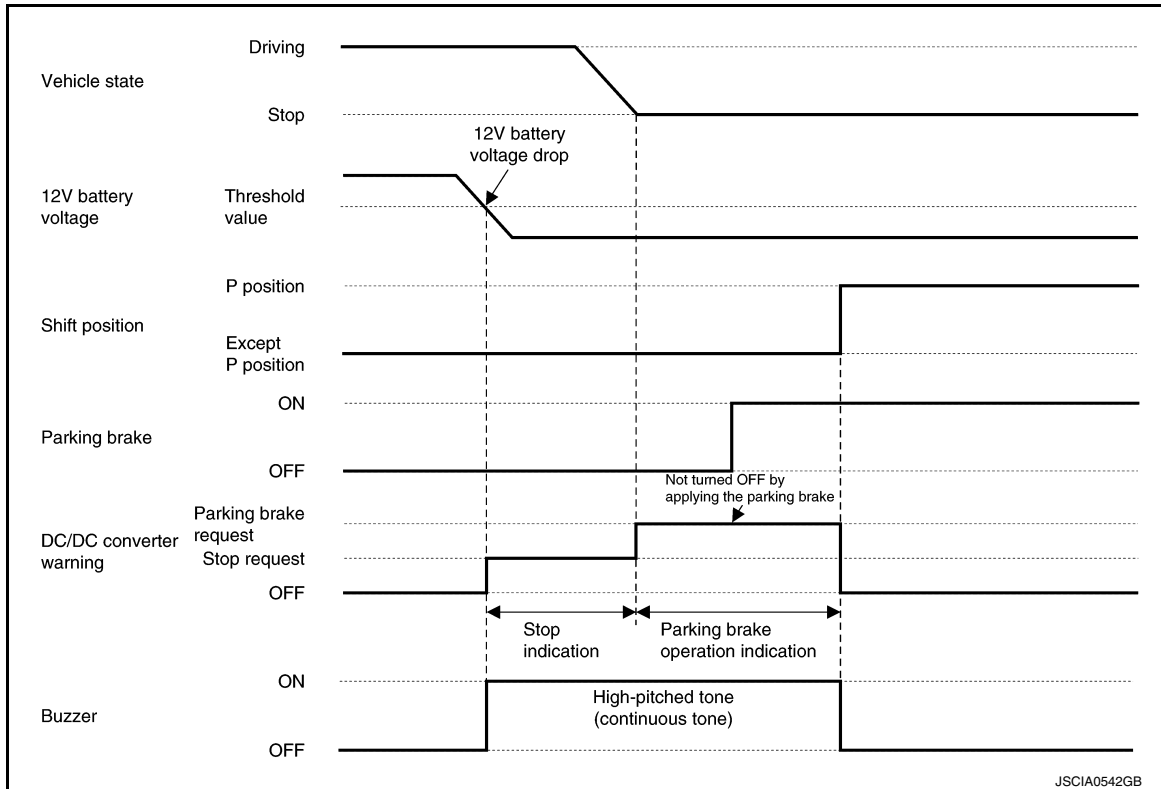 Driving
Vehicle state
Stop
12V battery
voltage drop
12V battery
voltage
Threshold
value
P position
Shift position
Except
P position
ON
Parking brake
OFF
Not turned OFF by
applying the parking brake
Parking brake
request
DC/DC converter
warning
Stop request
OFF
Stop
indication
Parking brake
operation indication
ON
High-pitched tone
(continuous tone)
Buzzer
OFF
JSCIA0542GB